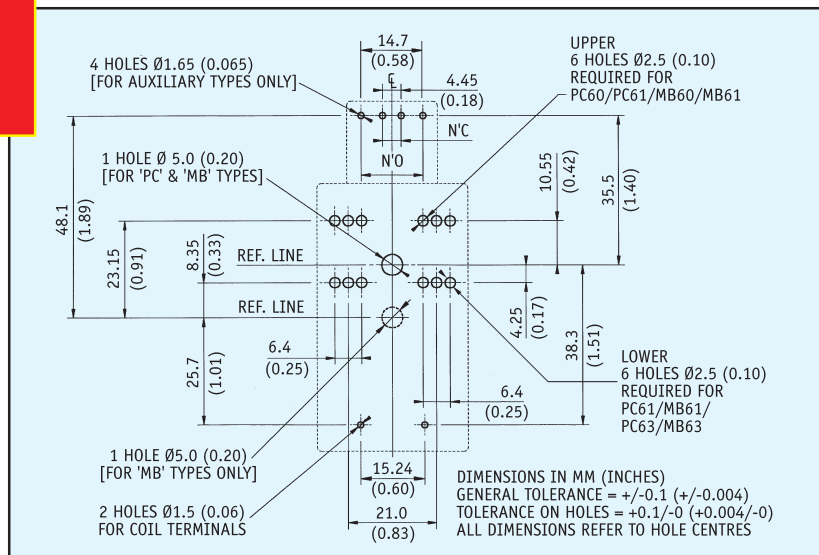 14.7
(0.58)
℄
4.45
(0.18)
4 HOLES Ø1.65 (0.065)
[FOR AUXILIARY TYPES ONLY]
UPPER
6 HOLES Ø2.5 (0.10)
REQUIRED FOR
PC60/PC61/MB60/MB61
N'C
N'O
1 HOLE Ø 5.0 (0.20)
[FOR 'PC' & 'MB' TYPES]
10.55
(0.42)
35.5
(1.40)
48.1
(1.89)
23.15
(0.91)
8.35
(0.33)
REF. LINE
REF. LINE
4.25
(0.17)
38.3
(1.51)
25.7
(1.01)
6.4
(0.25)
6.4
(0.25)
LOWER
6 HOLES Ø2.5 (0.10)
REQUIRED FOR
PC61/MB61/
PC63/MB63
1 HOLE Ø5.0 (0.20)
[FOR 'MB' TYPES ONLY]
15.24
(0.60)
2 HOLES Ø1.5 (0.06)
FOR COIL TERMINALS
21.0
(0.83)
DIMENSIONS IN MM (INCHES)
GENERAL TOLERANCE = +/-0.1 (+/-0.004)
TOLERANCE ON HOLES = +0.1/-0 (+0.004/-0)
ALL DIMENSIONS REFER TO HOLE CENTRES